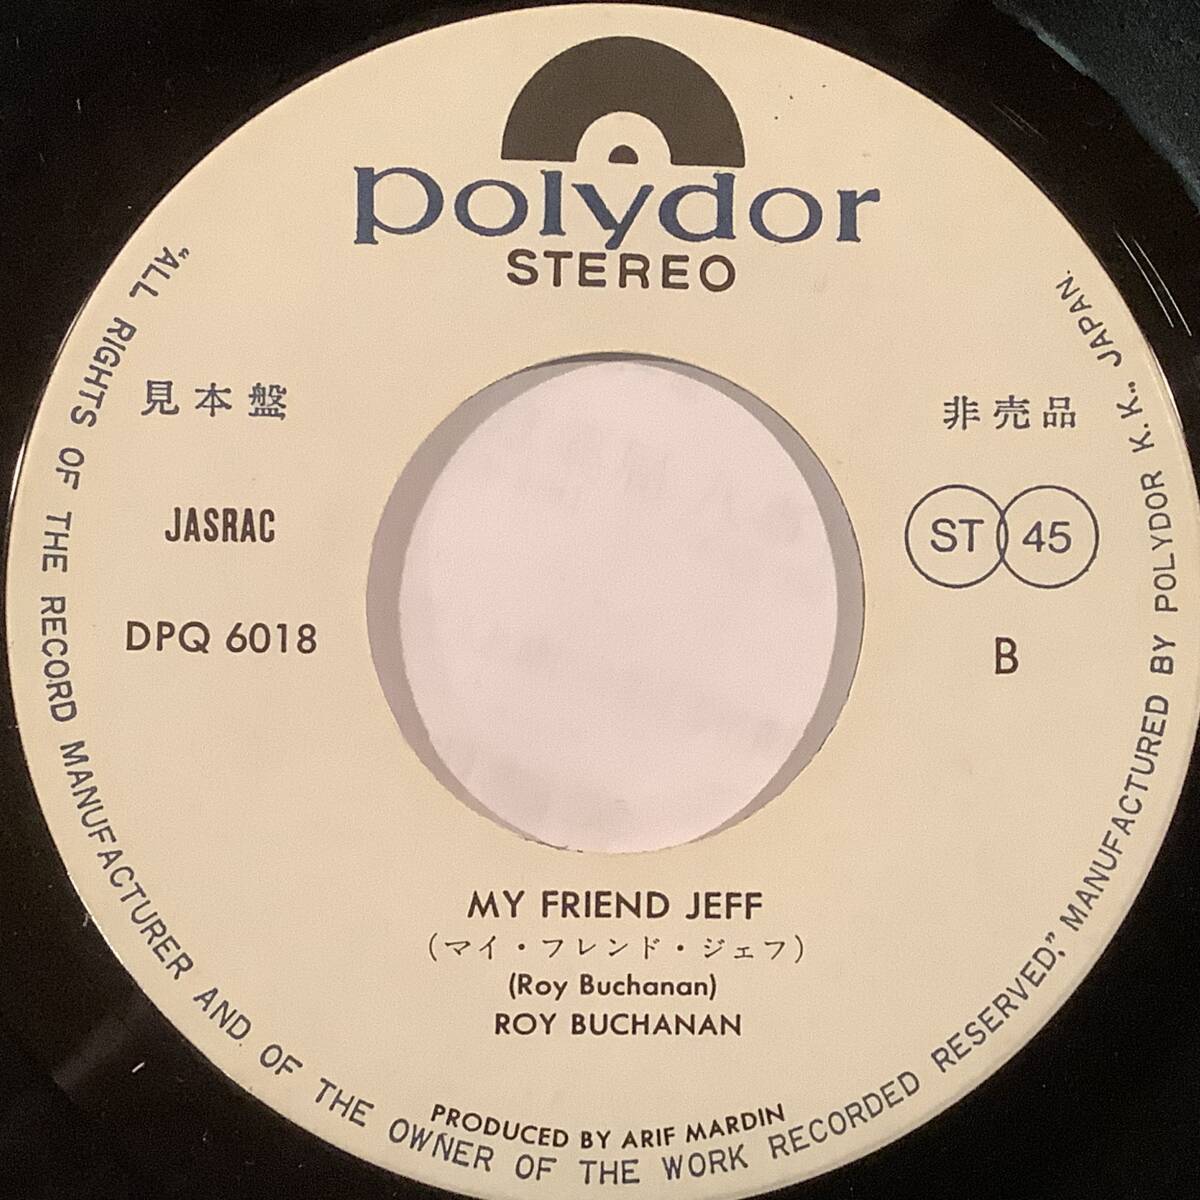 polydor
STEREO
見本盤
非売品
JASRAC
ST 45
DPQ 6018
B
MY FRIEND JEFF
(マイ・フレンド・ジェフ)
(Roy Buchanan)
ROY BUCHANAN
PRODUCED BY ARIF MARDIN
"ALL RIGHTS OF THE RECORD MANUFACTURER AND OF THE OWNER OF THE WORK RECORDED RESERVED," MANUFACTURED BY POLYDOR K.K., JAPAN.